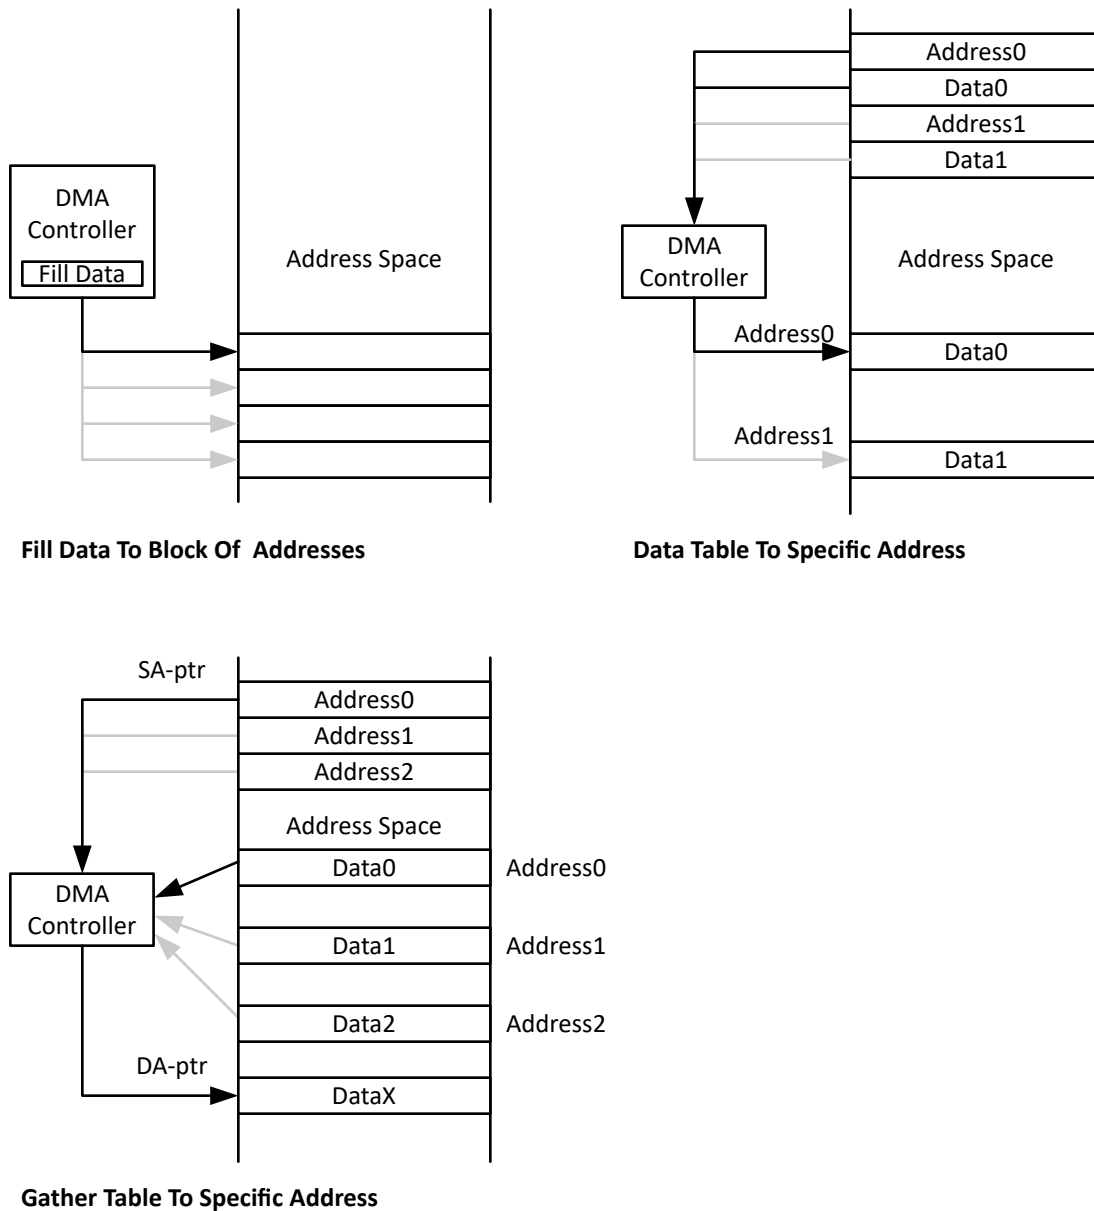 DMA
Controller
Fill Data
Address Space
Fill Data To Block Of Addresses
Address0
Data0
Address1
Data1
DMA
Controller
Address Space
Address0
Data0
Address1
Data1
Data Table To Specific Address
SA-ptr
Address0
Address1
Address2
Address Space
DMA
Controller
Data0
Address0
Data1
Address1
Data2
Address2
DA-ptr
DataX
Gather Table To Specific Address